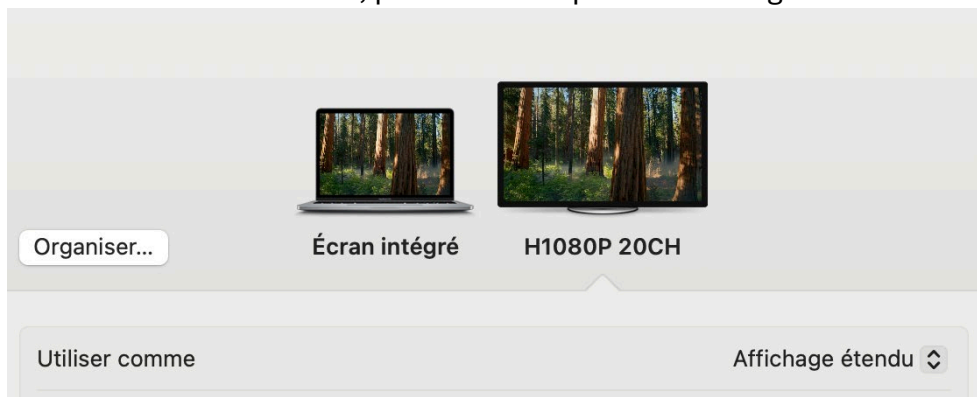 Organiser...
Écran intégré
H1080P 20CH
Utiliser comme
Affichage étendu